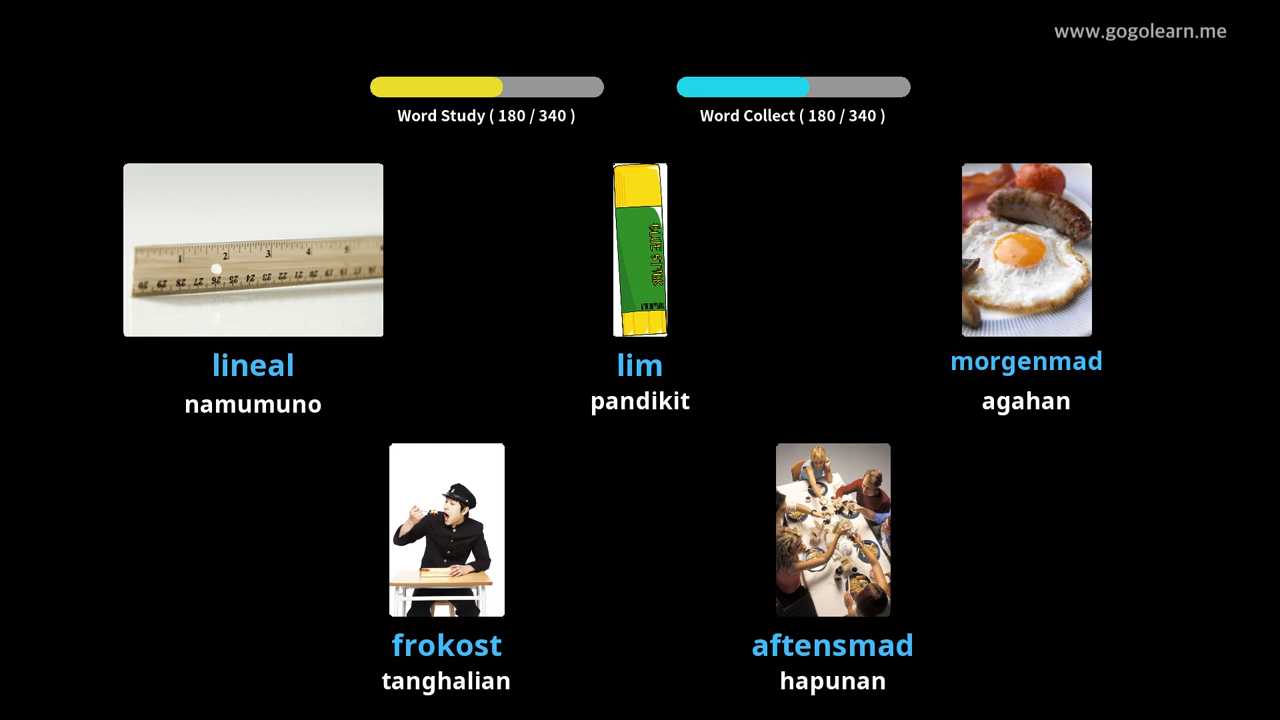 www.gogolearn.me
Word Study ( 180 / 340 )
Word Collect ( 180 / 340 )
lineal
namumuno
lim
pandikit
morgenmad
agahan
frokost
tanghalian
aftensmad
hapunan